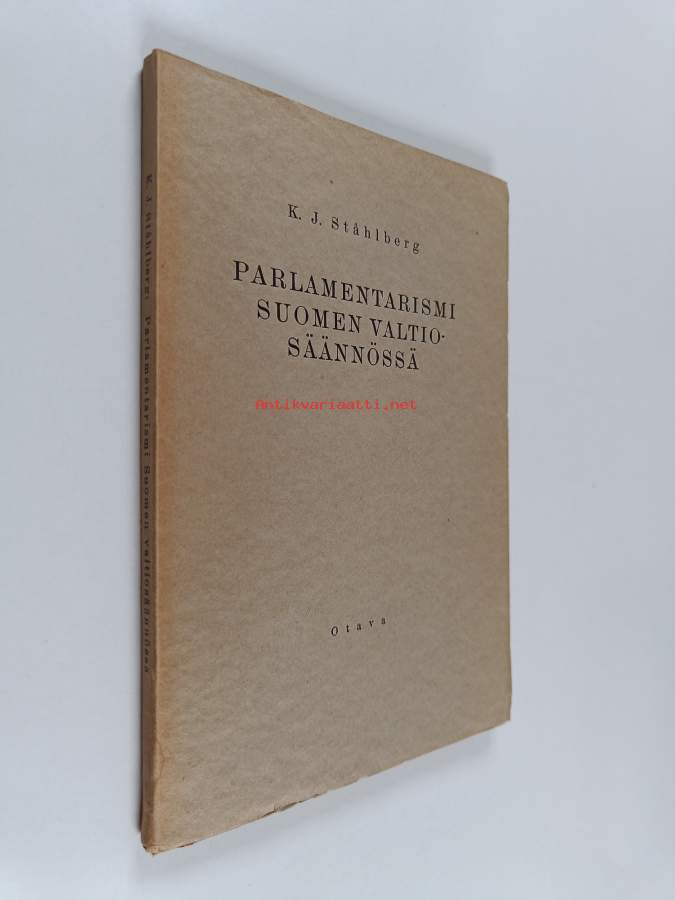 K. J. Ståhlberg
PARLAMENTARISMI
SUOMEN VALTIO-
SÄÄNNÖSSÄ
Antikvariaatti.net
Otava
K. J. Ståhlberg: Parlamentarismi Suomen valtiosäännössä